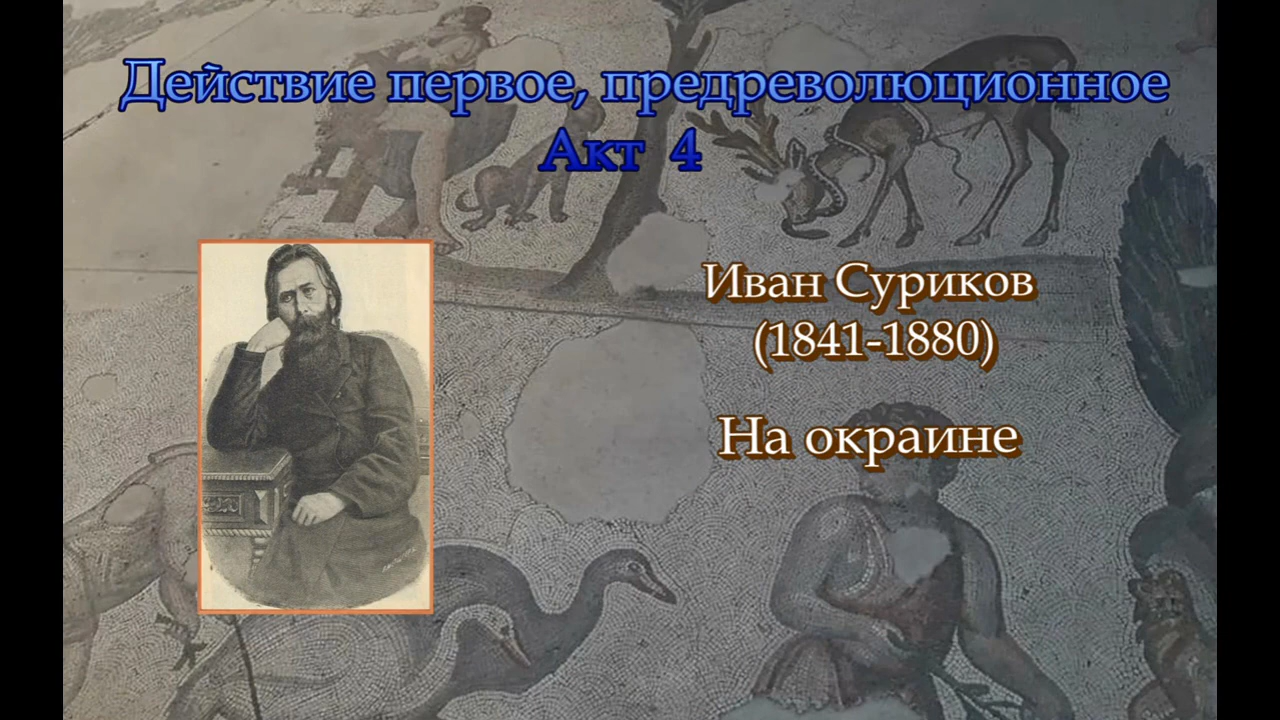 Действие первое, предреволюционное
Акт 4
Иван Суриков
(1841-1880)
На окраине